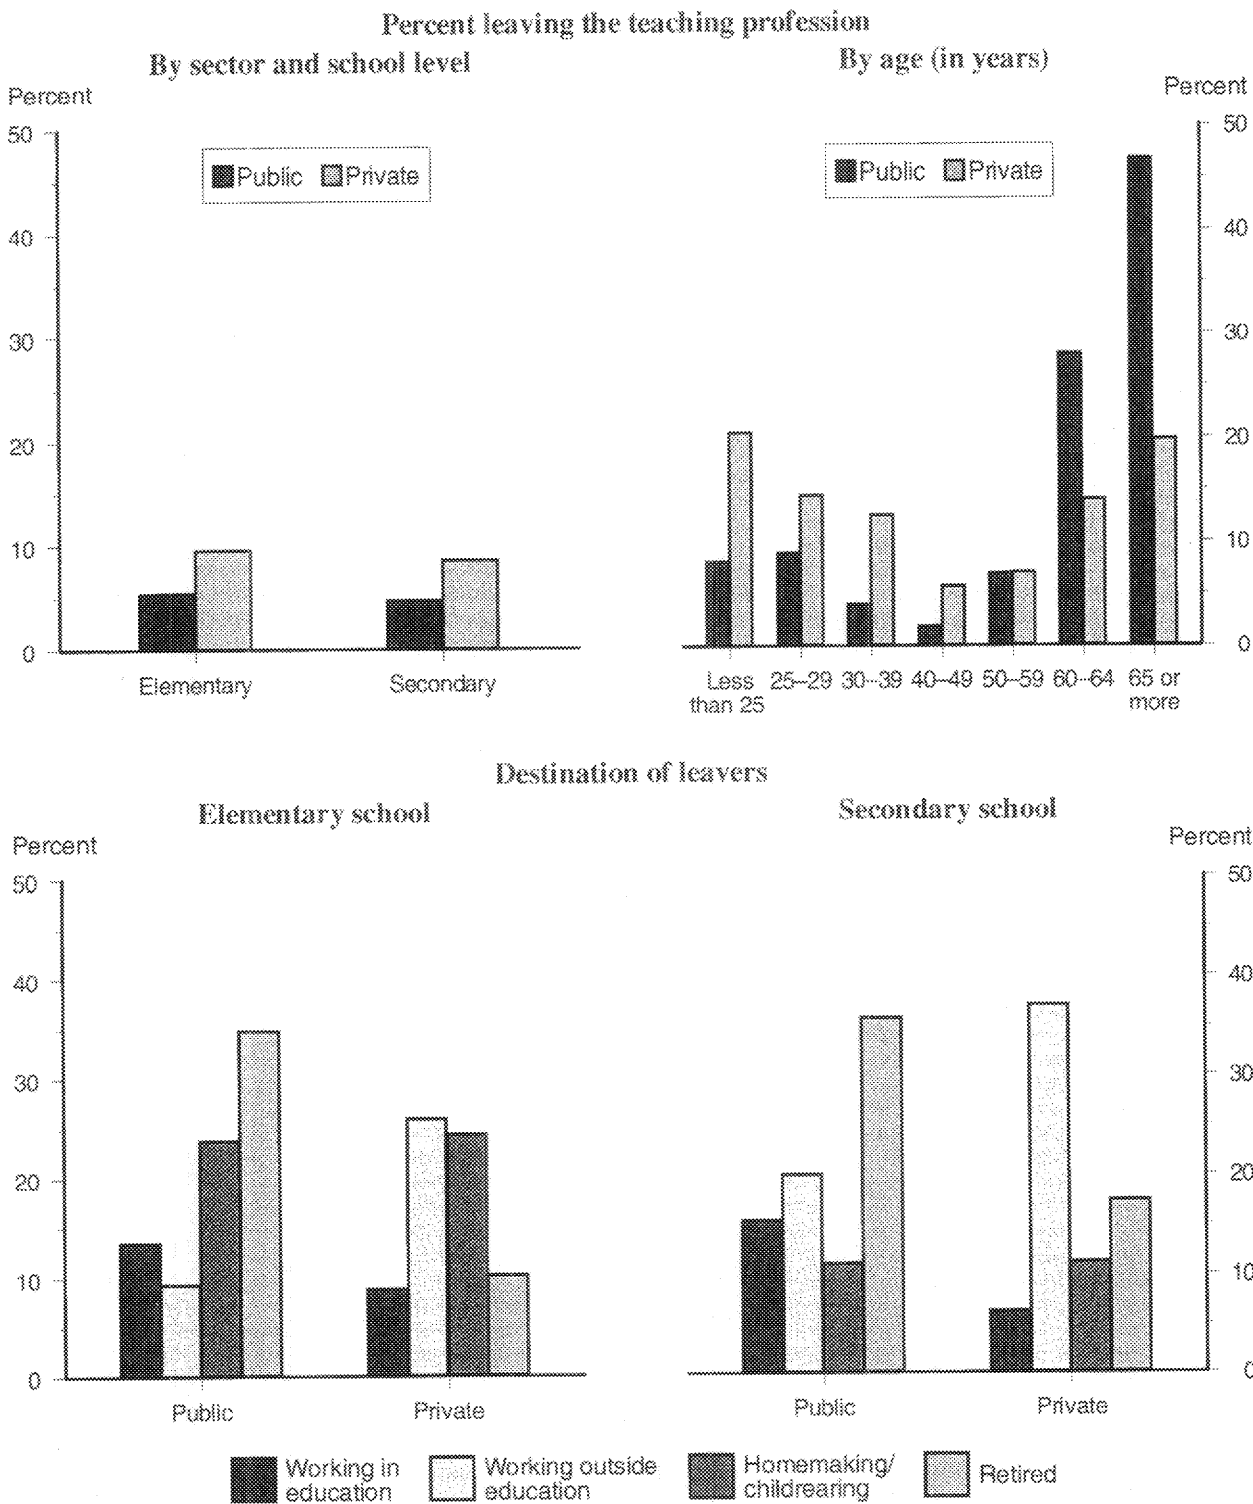 Percent leaving the teaching profession
By sector and school level
Percent
50
40
30
20
10
0
Public Private
Elementary Secondary
By age (in years)
Percent
50
40
30
20
10
0
Public Private
Less than 25 25–29 30–39 40–49 50–59 60–64 65 or more
Destination of leavers
Elementary school
Percent
50
40
30
20
10
0
Public Private
Secondary school
Percent
50
40
30
20
10
0
Public Private
Working in education
Working outside education
Homemaking/ childrearing
Retired